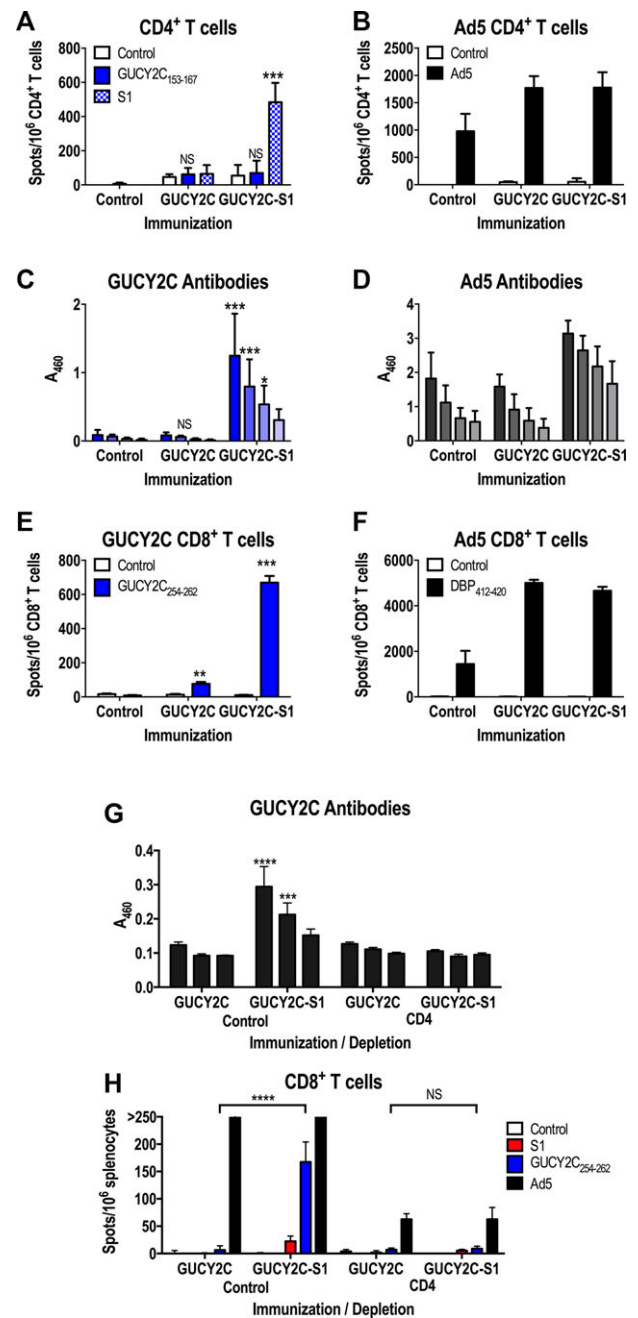 A CD4⁺ T cells
Spots/10⁶ CD4⁺ T cells
800
600
400
200
0
Control
GUCY2C₁₅₃₋₁₆₇
S1
NS
NS
***
Control GUCY2C GUCY2C-S1
Immunization
B Ad5 CD4⁺ T cells
Spots/10⁶ CD4⁺ T cells
2500
2000
1500
1000
500
0
Control
Ad5
Control GUCY2C GUCY2C-S1
Immunization
C GUCY2C Antibodies
A₄₆₀
2
1
0
NS
***
***
*
Control GUCY2C GUCY2C-S1
Immunization
D Ad5 Antibodies
A₄₆₀
4
3
2
1
0
Control GUCY2C GUCY2C-S1
Immunization
E GUCY2C CD8⁺ T cells
Spots/10⁶ CD8⁺ T cells
800
600
400
200
0
Control
GUCY2C₂₅₄₋₂₆₂
**
***
Control GUCY2C GUCY2C-S1
Immunization
F Ad5 CD8⁺ T cells
Spots/10⁶ CD8⁺ T cells
6000
4000
2000
0
Control
DBP₄₁₂₋₄₂₀
Control GUCY2C GUCY2C-S1
Immunization
G GUCY2C Antibodies
A₄₆₀
0.4
0.3
0.2
0.1
0.0
****
***
GUCY2C GUCY2C-S1 GUCY2C GUCY2C-S1
Control CD4
Immunization / Depletion
H CD8⁺ T cells
Spots/10⁶ splenocytes
>250
200
150
100
50
0
****
NS
Control
S1
GUCY2C₂₅₄₋₂₆₂
Ad5
GUCY2C GUCY2C-S1 GUCY2C GUCY2C-S1
Control CD4
Immunization / Depletion